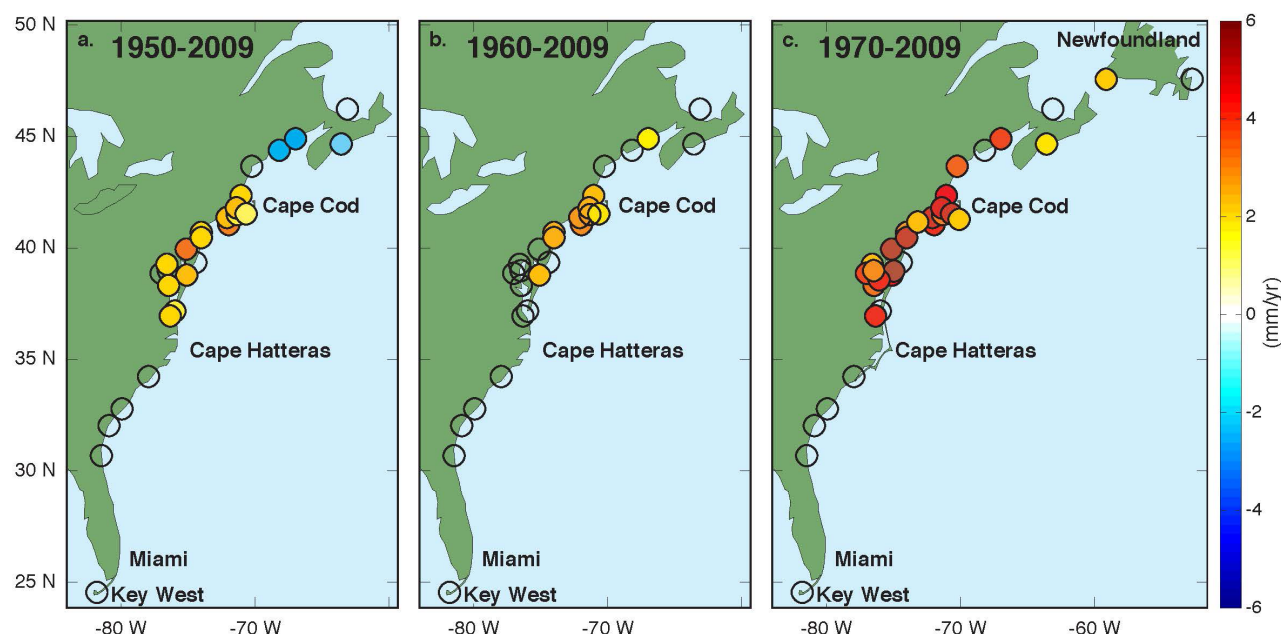 50 N
45 N
40 N
35 N
30 N
25 N
a. 1950-2009
Cape Cod
Cape Hatteras
Miami
Key West
-80 W
-70 W
b. 1960-2009
Cape Cod
Cape Hatteras
Miami
Key West
-80 W
-70 W
c. 1970-2009
Newfoundland
Cape Cod
Cape Hatteras
Miami
Key West
-80 W
-70 W
-60 W
6
4
2
0
-2
-4
-6
(mm/yr)